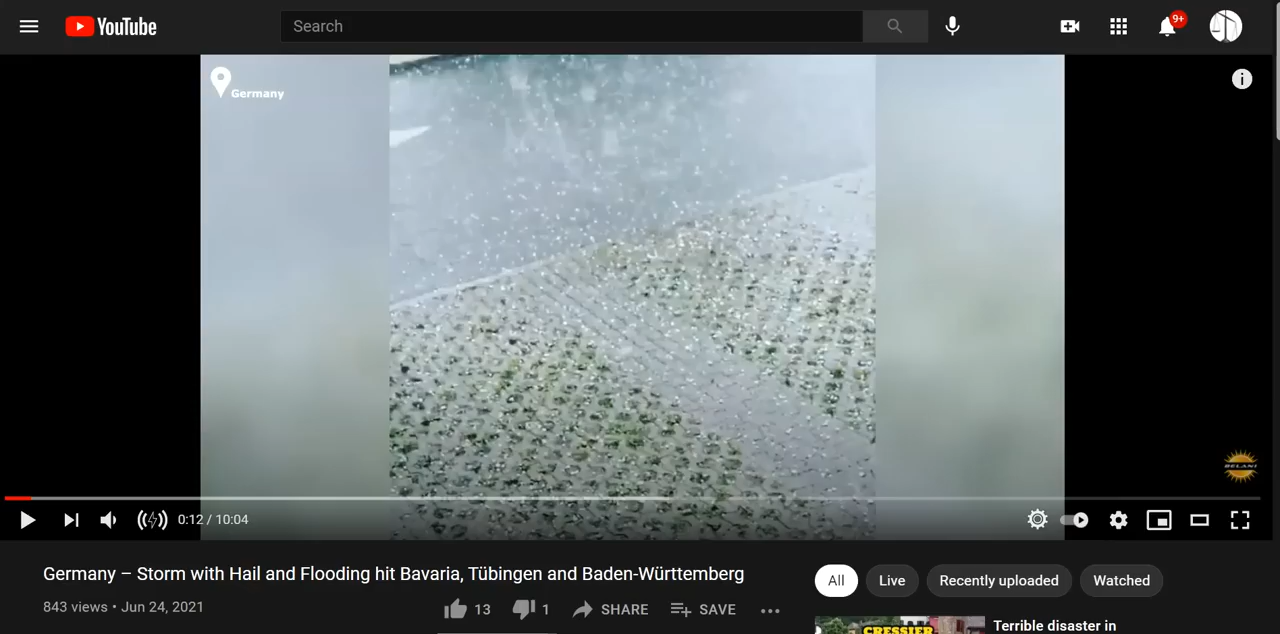 YouTube
Search
9+
Germany
BELANI
0:12 / 10:04
Germany – Storm with Hail and Flooding hit Bavaria, Tübingen and Baden-Württemberg
843 views • Jun 24, 2021
13
1
SHARE
SAVE
All
Live
Recently uploaded
Watched
CRESSIER
Terrible disaster in